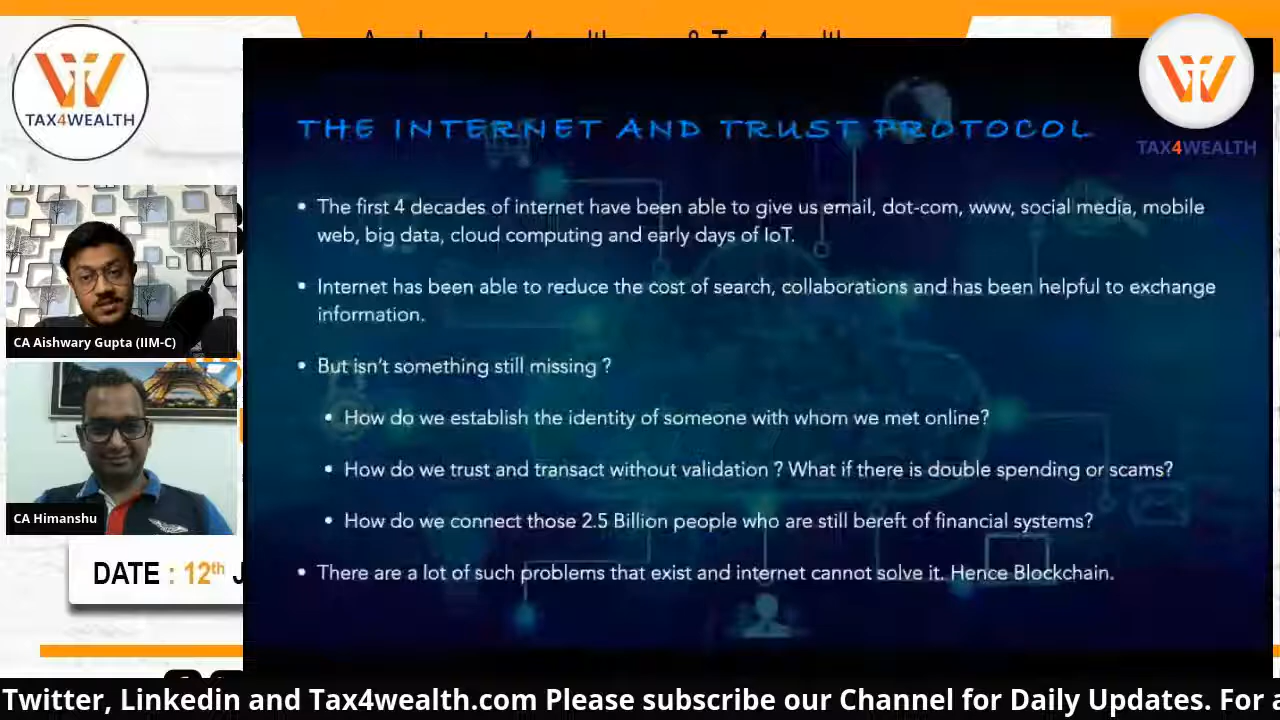 TAX4WEALTH
TAX4WEALTH
THE INTERNET AND TRUST PROTOCOL
• The first 4 decades of internet have been able to give us email, dot-com, www, social media, mobile
web, big data, cloud computing and early days of IoT.
• Internet has been able to reduce the cost of search, collaborations and has been helpful to exchange
information.
• But isn't something still missing ?
• How do we establish the identity of someone with whom we met online?
• How do we trust and transact without validation ? What if there is double spending or scams?
• How do we connect those 2.5 Billion people who are still bereft of financial systems?
• There are a lot of such problems that exist and internet cannot solve it. Hence Blockchain.
CA Aishwary Gupta (IIM-C)
CA Himanshu
DATE : 12th J
Twitter, Linkedin and Tax4wealth.com Please subscribe our Channel for Daily Updates. For a